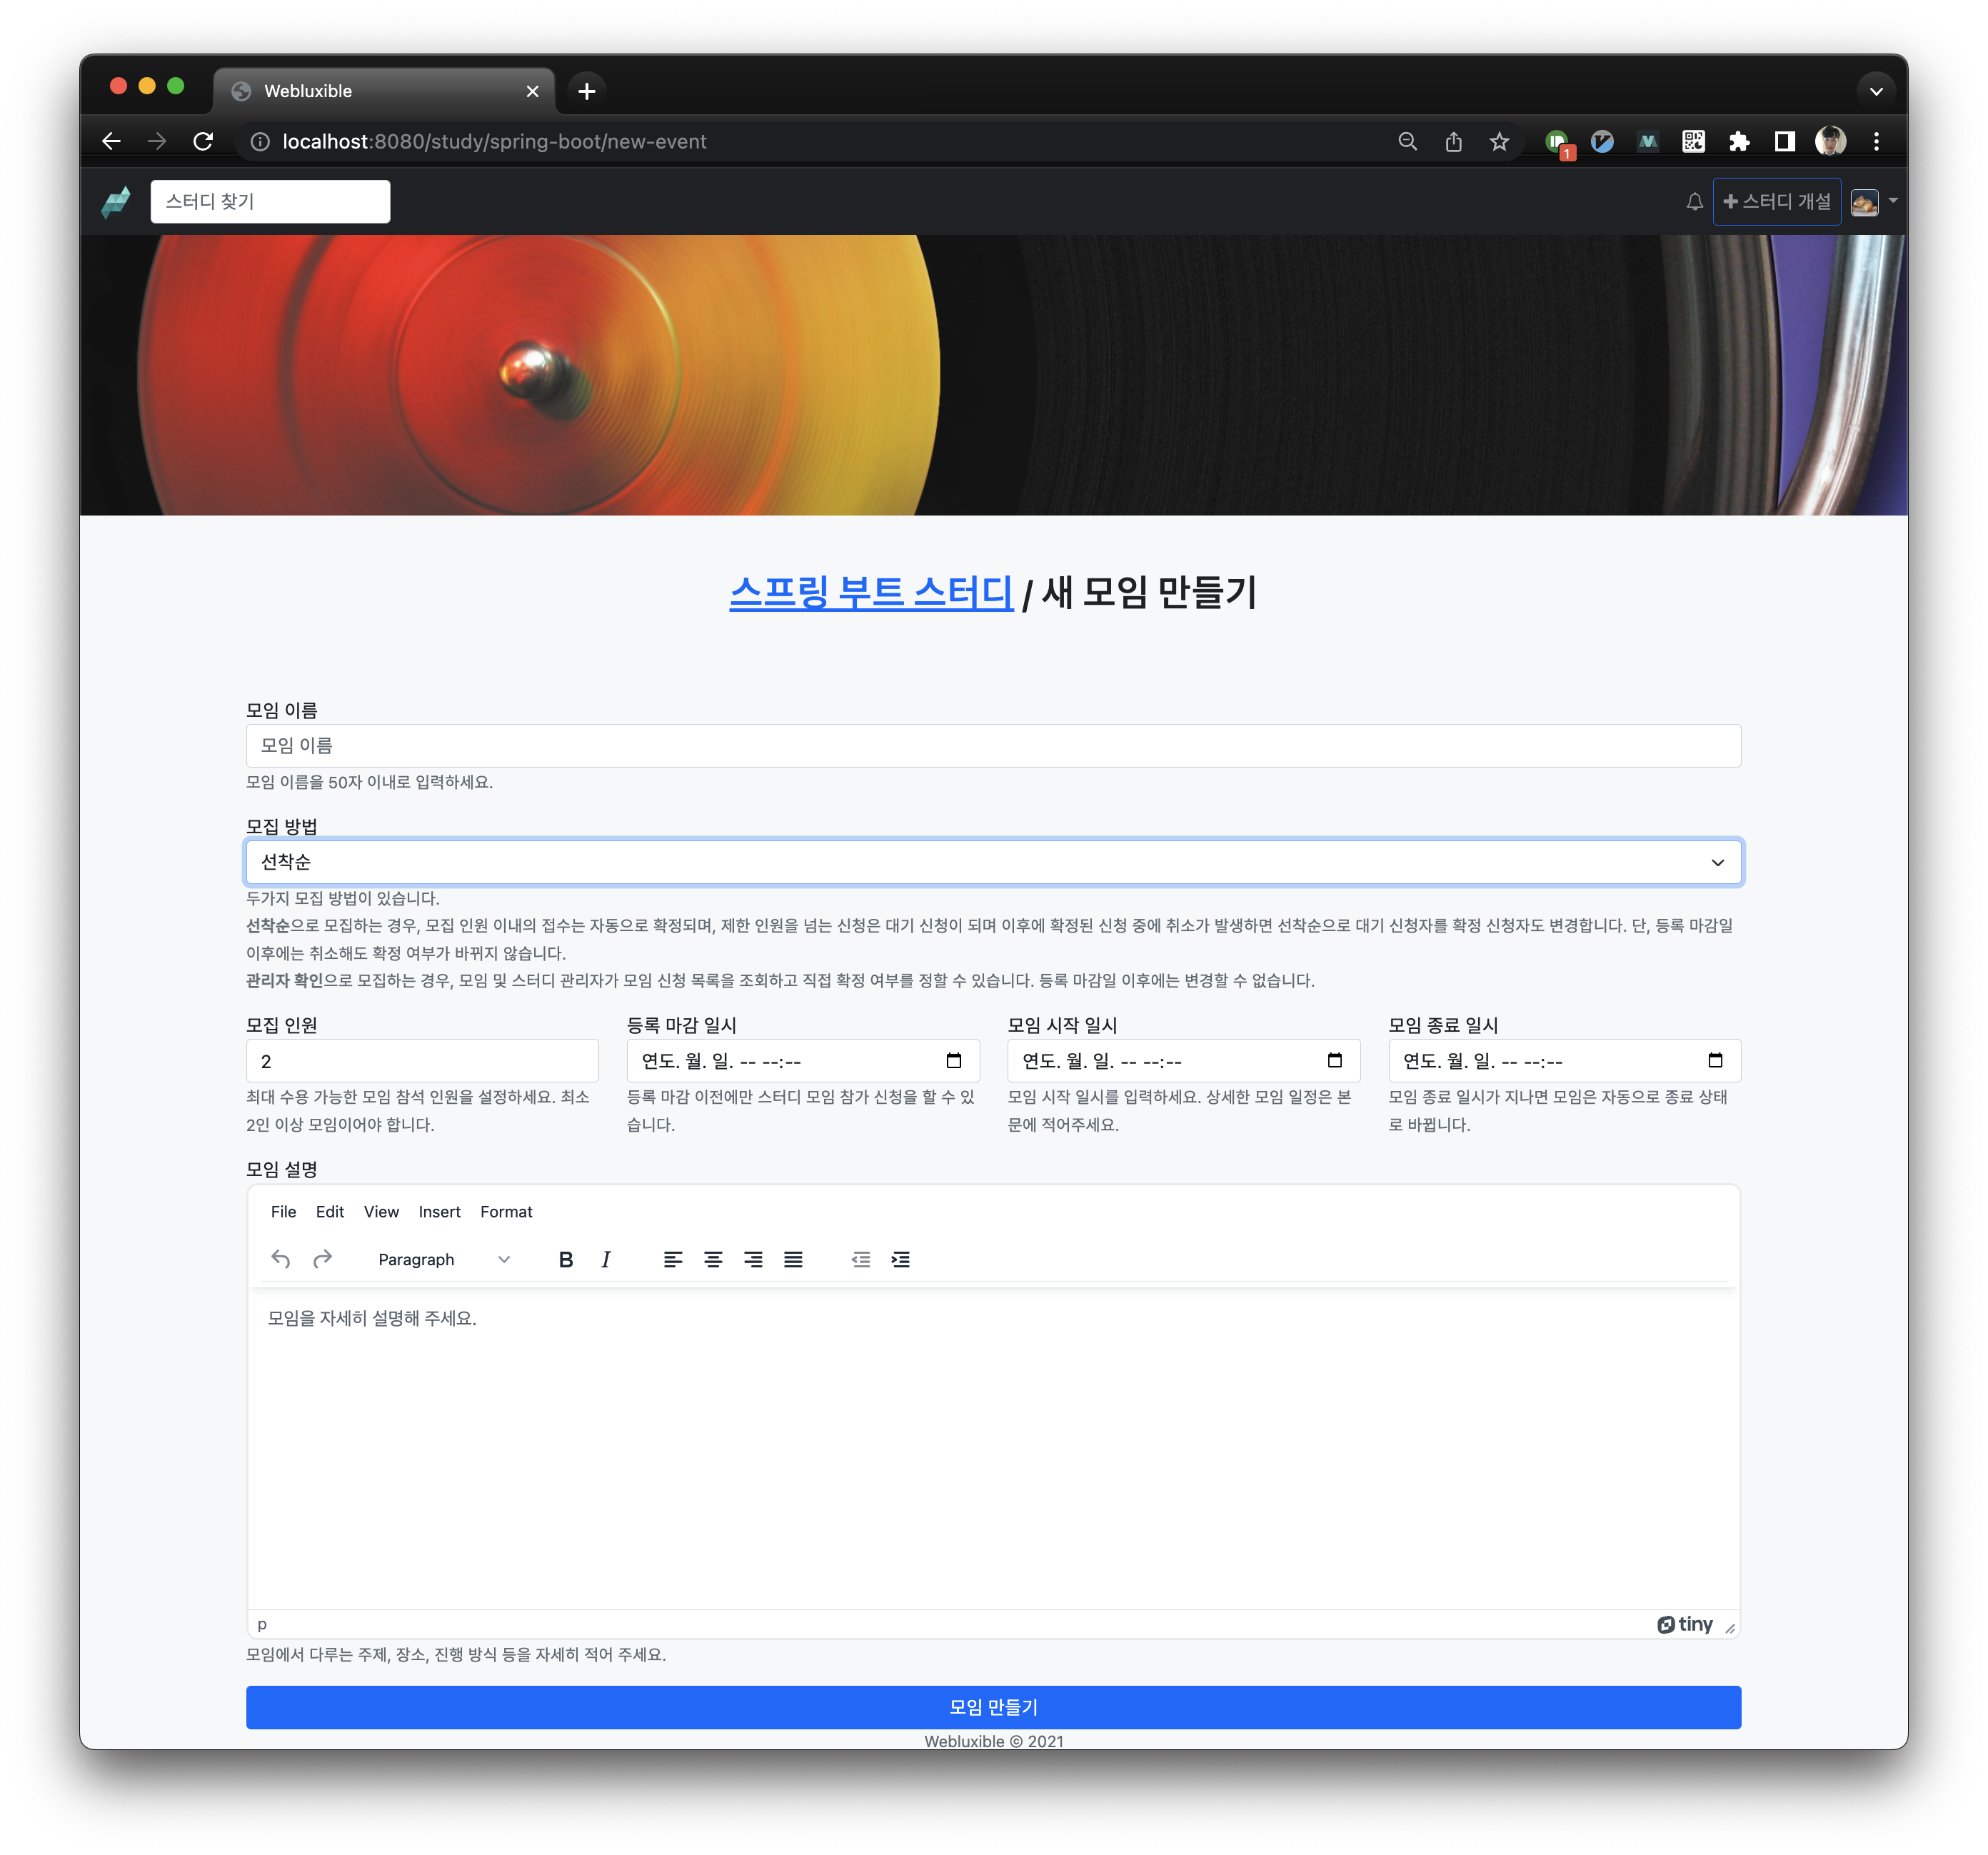 Webluxible
localhost:8080/study/spring-boot/new-event
1
스터디 찾기
스터디 개설
스프링 부트 스터디 / 새 모임 만들기
모임 이름
모임 이름
모임 이름을 50자 이내로 입력하세요.
모집 방법
선착순
두가지 모집 방법이 있습니다.
선착순으로 모집하는 경우, 모집 인원 이내의 접수는 자동으로 확정되며, 제한 인원을 넘는 신청은 대기 신청이 되며 이후에 확정된 신청 중에 취소가 발생하면 선착순으로 대기 신청자를 확정 신청자도 변경합니다. 단, 등록 마감일
이후에는 취소해도 확정 여부가 바뀌지 않습니다.
관리자 확인으로 모집하는 경우, 모임 및 스터디 관리자가 모임 신청 목록을 조회하고 직접 확정 여부를 정할 수 있습니다. 등록 마감일 이후에는 변경할 수 없습니다.
모집 인원
2
최대 수용 가능한 모임 참석 인원을 설정하세요. 최소
2인 이상 모임이어야 합니다.
등록 마감 일시
연도. 월. 일. -- --:--
등록 마감 이전에만 스터디 모임 참가 신청을 할 수 있
습니다.
모임 시작 일시
연도. 월. 일. -- --:--
모임 시작 일시를 입력하세요. 상세한 모임 일정은 본
문에 적어주세요.
모임 종료 일시
연도. 월. 일. -- --:--
모임 종료 일시가 지나면 모임은 자동으로 종료 상태
로 바뀝니다.
모임 설명
File Edit View Insert Format
Paragraph B I
모임을 자세히 설명해 주세요.
p
tiny
모임에서 다루는 주제, 장소, 진행 방식 등을 자세히 적어 주세요.
모임 만들기
Webluxible © 2021